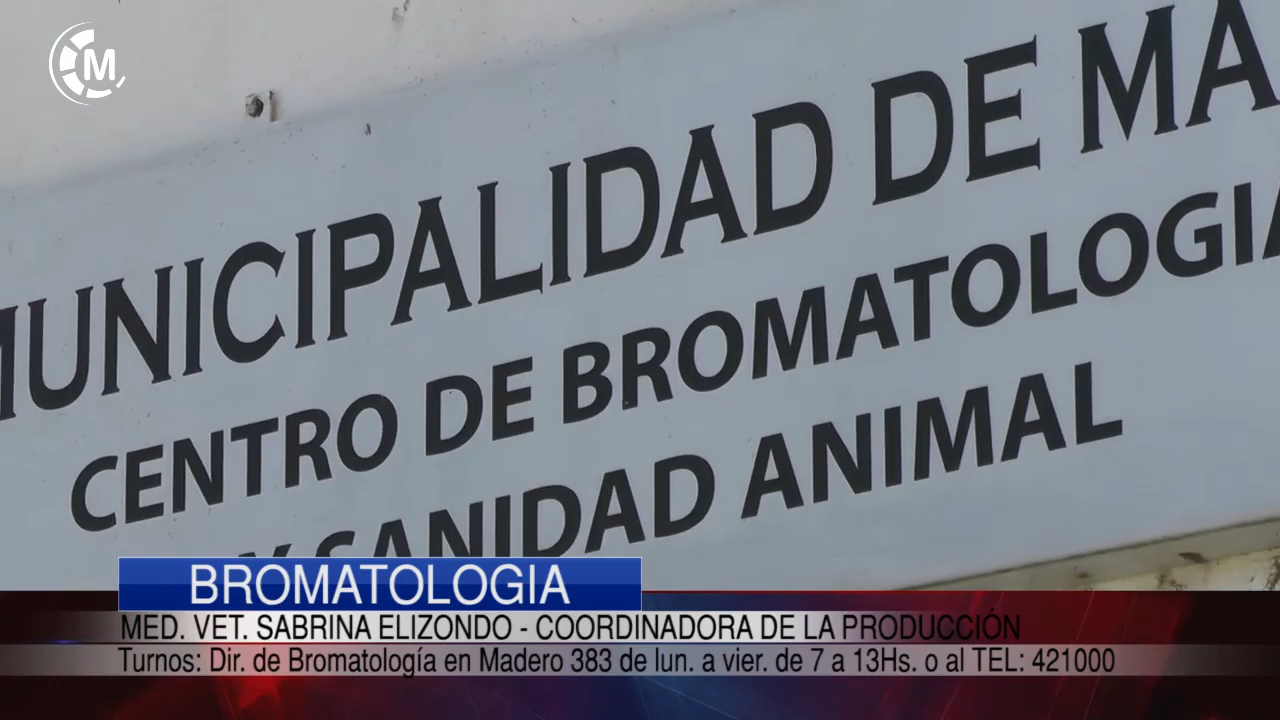 M
MUNICIPALIDAD DE MA
CENTRO DE BROMATOLOGIA
Y SANIDAD ANIMAL
BROMATOLOGIA
MED. VET. SABRINA ELIZONDO - COORDINADORA DE LA PRODUCCIÓN
Turnos: Dir. de Bromatología en Madero 383 de lun. a vier. de 7 a 13Hs. o al TEL: 421000